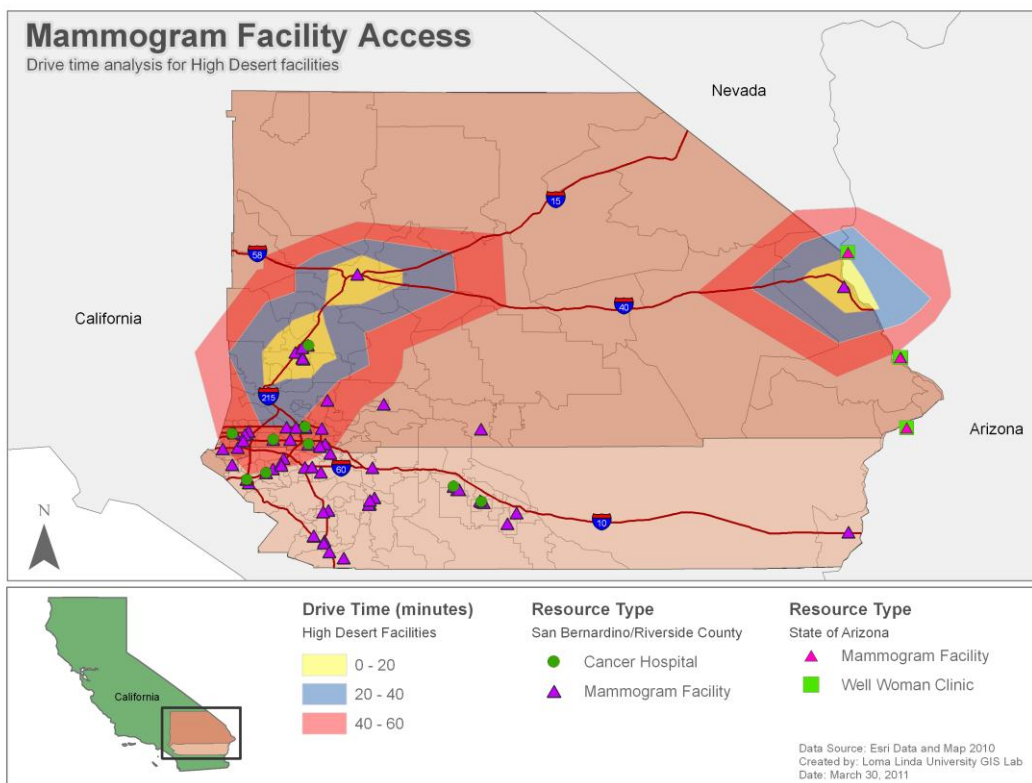 Mammogram Facility Access
Drive time analysis for High Desert facilities
Nevada
15
58
40
California
215
Arizona
60
10
N
California
Drive Time (minutes)
High Desert Facilities
0 - 20
20 - 40
40 - 60
Resource Type
San Bernardino/Riverside County
Cancer Hospital
Mammogram Facility
Resource Type
State of Arizona
Mammogram Facility
Well Woman Clinic
Data Source: Esri Data and Map 2010
Created by: Loma Linda University GIS Lab
Date: March 30, 2011